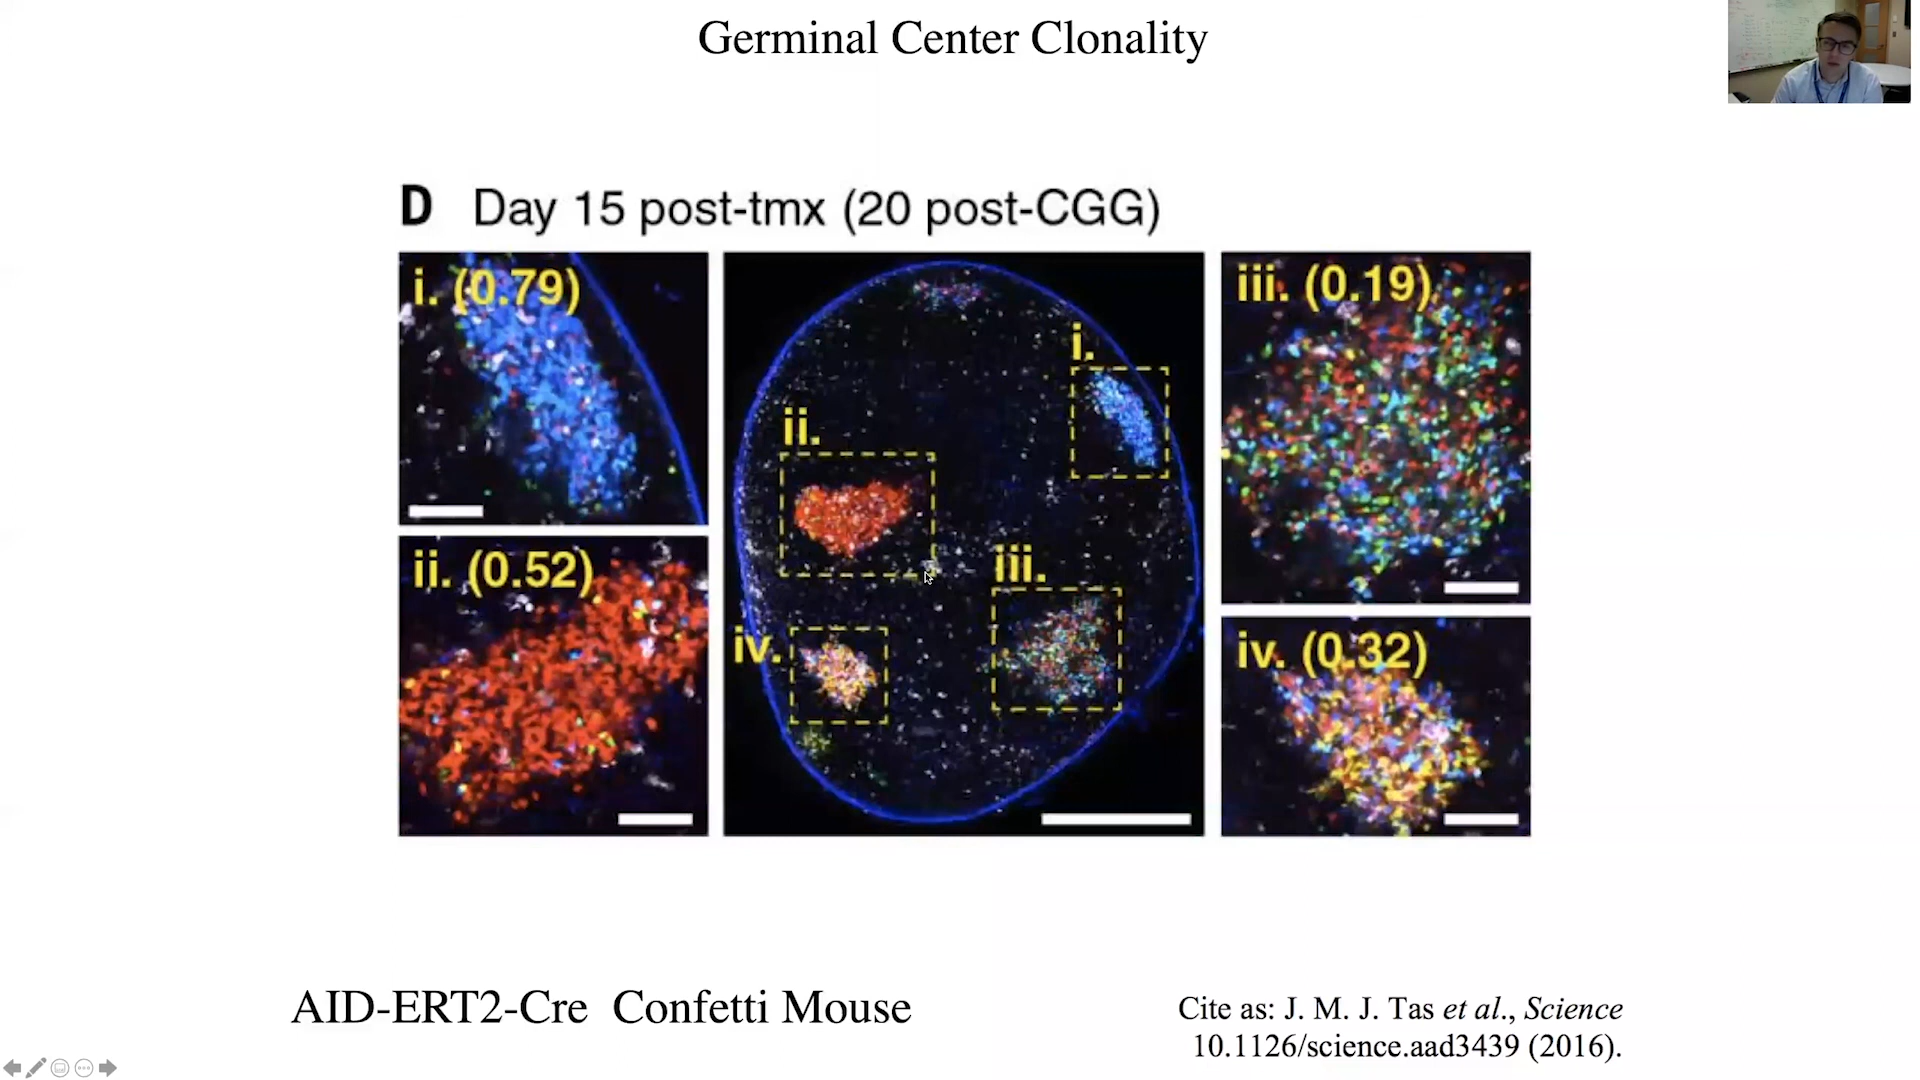 Germinal Center Clonality
D Day 15 post-tmx (20 post-CGG)
i. (0.79)
ii. (0.52)
i.
ii.
iii.
iv.
iii. (0.19)
iv. (0.32)
AID-ERT2-Cre Confetti Mouse
Cite as: J. M. J. Tas et al., Science
10.1126/science.aad3439 (2016).